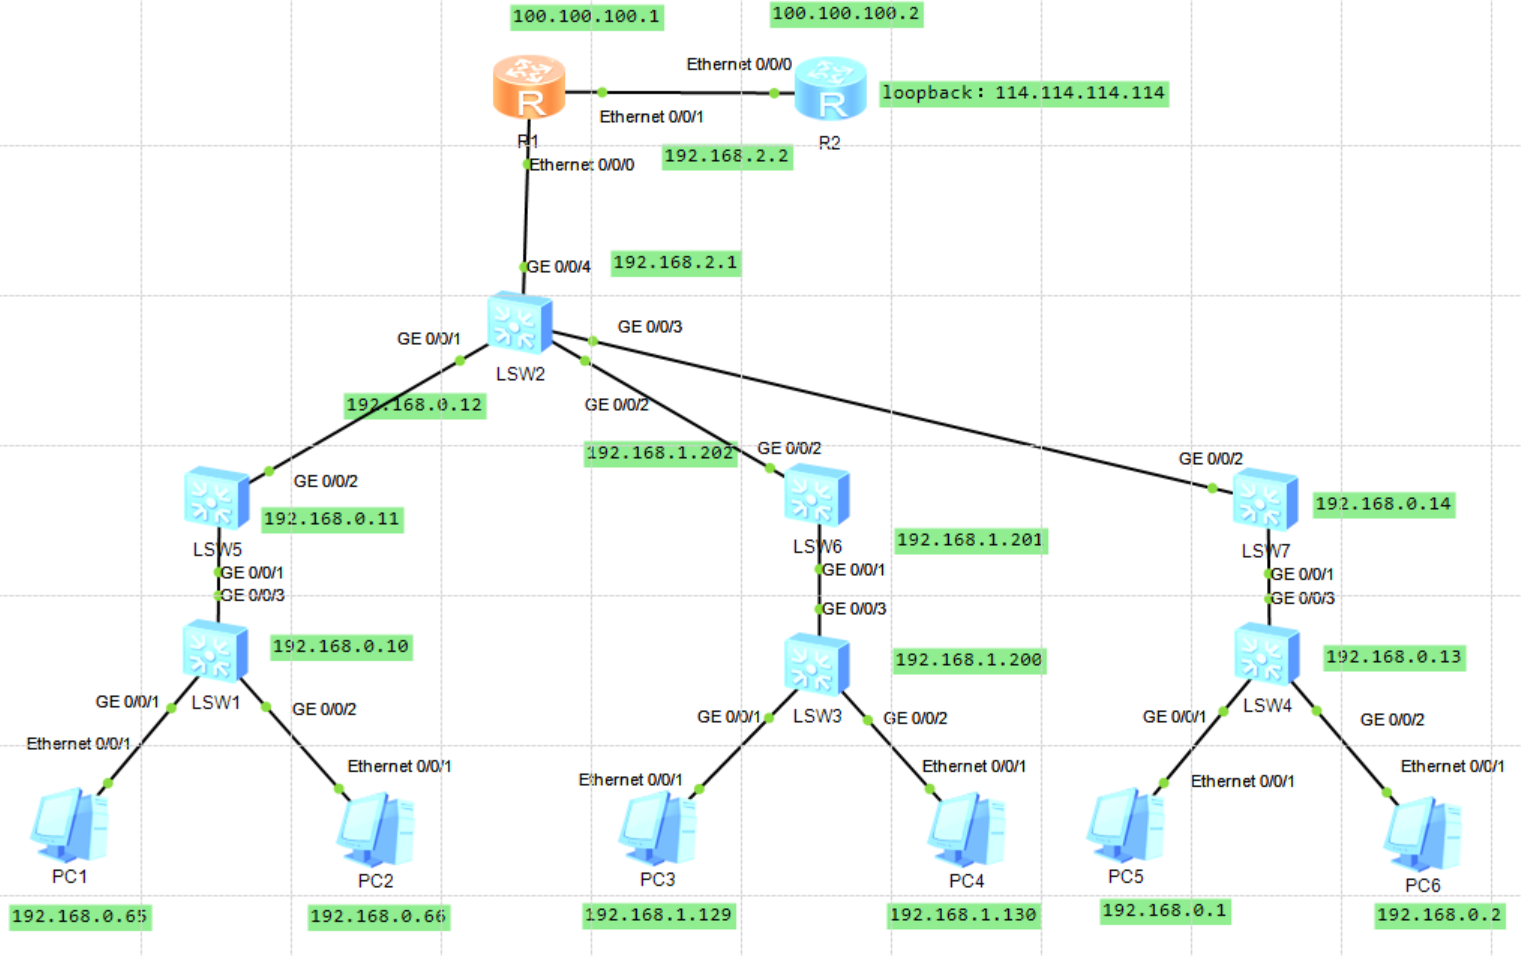 100.100.100.1
100.100.100.2
Ethernet 0/0/0
loopback: 114.114.114.114
R
R
Ethernet 0/0/1
R1
R2
192.168.2.2
Ethernet 0/0/0
192.168.2.1
GE 0/0/4
GE 0/0/3
GE 0/0/1
LSW2
192.168.0.12
GE 0/0/2
192.168.1.202
GE 0/0/2
GE 0/0/2
GE 0/0/2
192.168.0.14
192.168.0.11
192.168.1.201
LSW5
LSW6
LSW7
GE 0/0/1
GE 0/0/1
GE 0/0/1
GE 0/0/3
GE 0/0/3
GE 0/0/3
192.168.0.10
192.168.1.200
192.168.0.13
LSW1
LSW3
LSW4
GE 0/0/1
GE 0/0/2
GE 0/0/1
GE 0/0/2
GE 0/0/1
GE 0/0/2
Ethernet 0/0/1
Ethernet 0/0/1
Ethernet 0/0/1
Ethernet 0/0/1
Ethernet 0/0/1
Ethernet 0/0/1
PC1
PC2
PC3
PC4
PC5
PC6
192.168.0.65
192.168.0.66
192.168.1.129
192.168.1.130
192.168.0.1
192.168.0.2